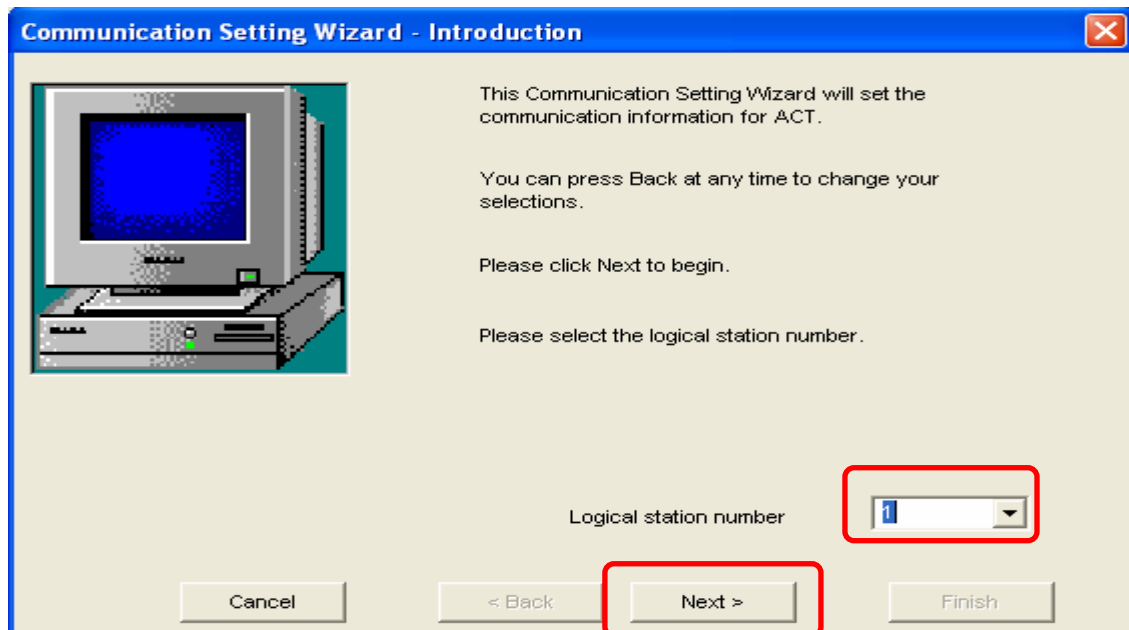 Communication Setting Wizard - Introduction
This Communication Setting Wizard will set the
communication information for ACT.
You can press Back at any time to change your
selections.
Please click Next to begin.
Please select the logical station number.
Logical station number 1
Cancel < Back Next > Finish